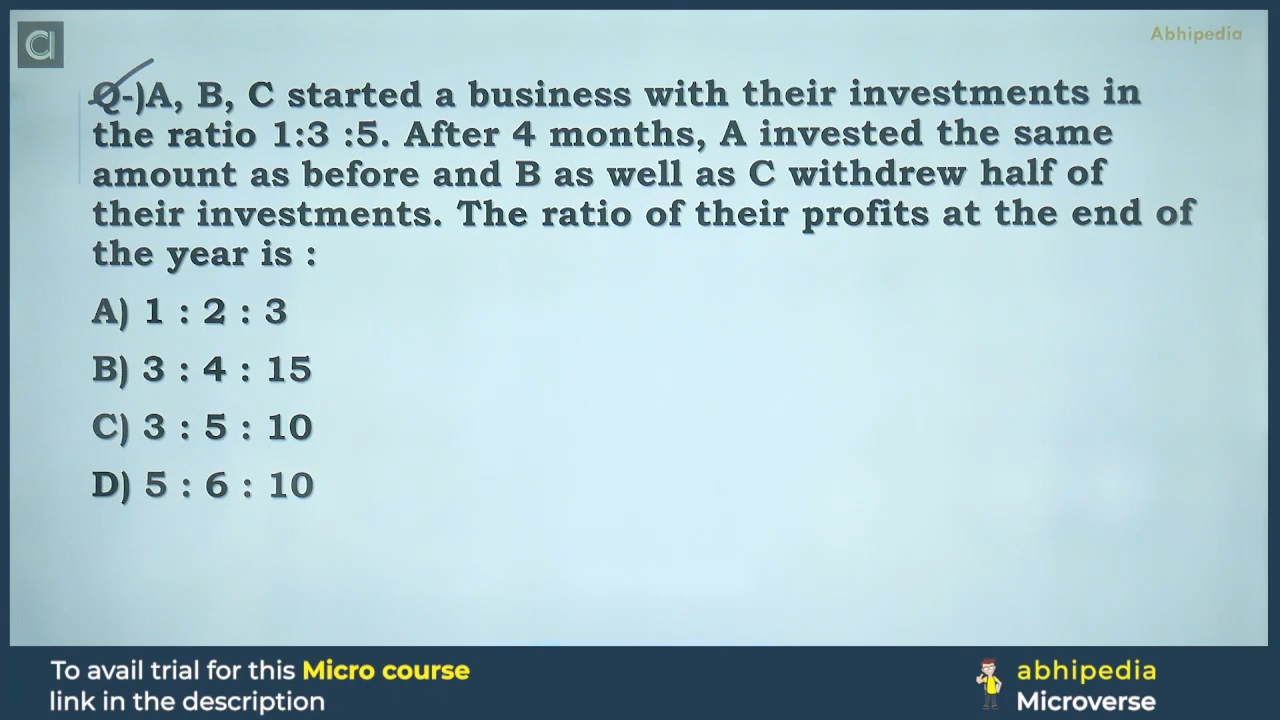 Abhipedia
Q-)A, B, C started a business with their investments in
the ratio 1:3 :5. After 4 months, A invested the same
amount as before and B as well as C withdrew half of
their investments. The ratio of their profits at the end of
the year is :
A) 1 : 2 : 3
B) 3 : 4 : 15
C) 3 : 5 : 10
D) 5 : 6 : 10
To avail trial for this Micro course
link in the description
abhipedia
Microverse